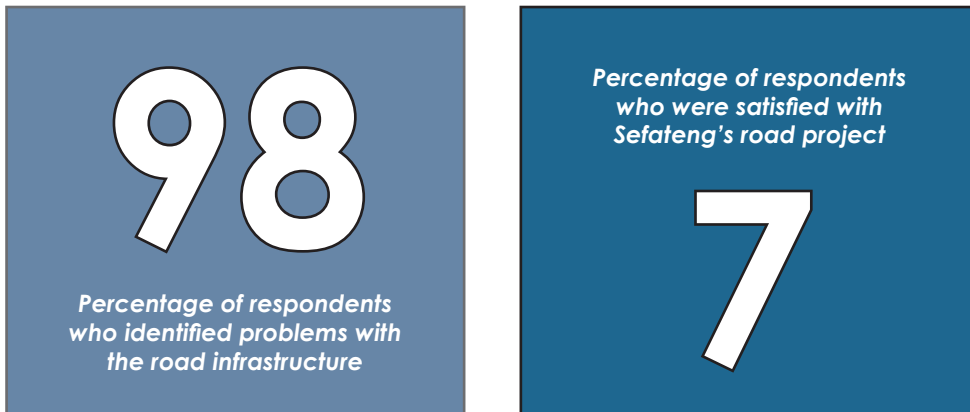 98
Percentage of respondents
who identified problems with
the road infrastructure
Percentage of respondents
who were satisfied with
Sefateng's road project
7